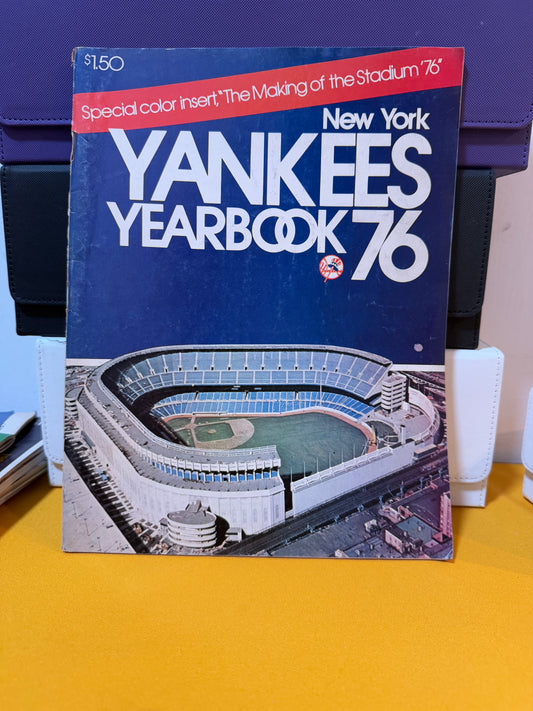 $1.50
Special color insert, "The Making of the Stadium '76"
New York
YANKEES
YEARBOOK 76